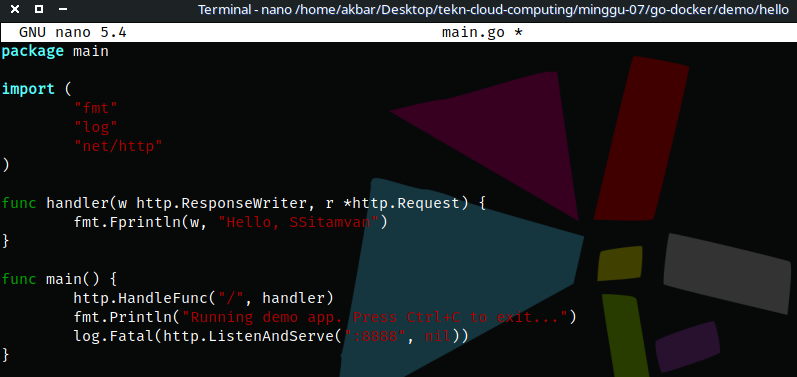 Terminal - nano /home/akbar/Desktop/tekn-cloud-computing/minggu-07/go-docker/demo/hello
GNU nano 5.4 main.go *
package main
import (
"fmt"
"log"
"net/http"
)
func handler(w http.ResponseWriter, r *http.Request) {
fmt.Fprintln(w, "Hello, SSitamvan")
}
func main() {
http.HandleFunc("/", handler)
fmt.Println("Running demo app. Press Ctrl+C to exit...")
log.Fatal(http.ListenAndServe(":8888", nil))
}